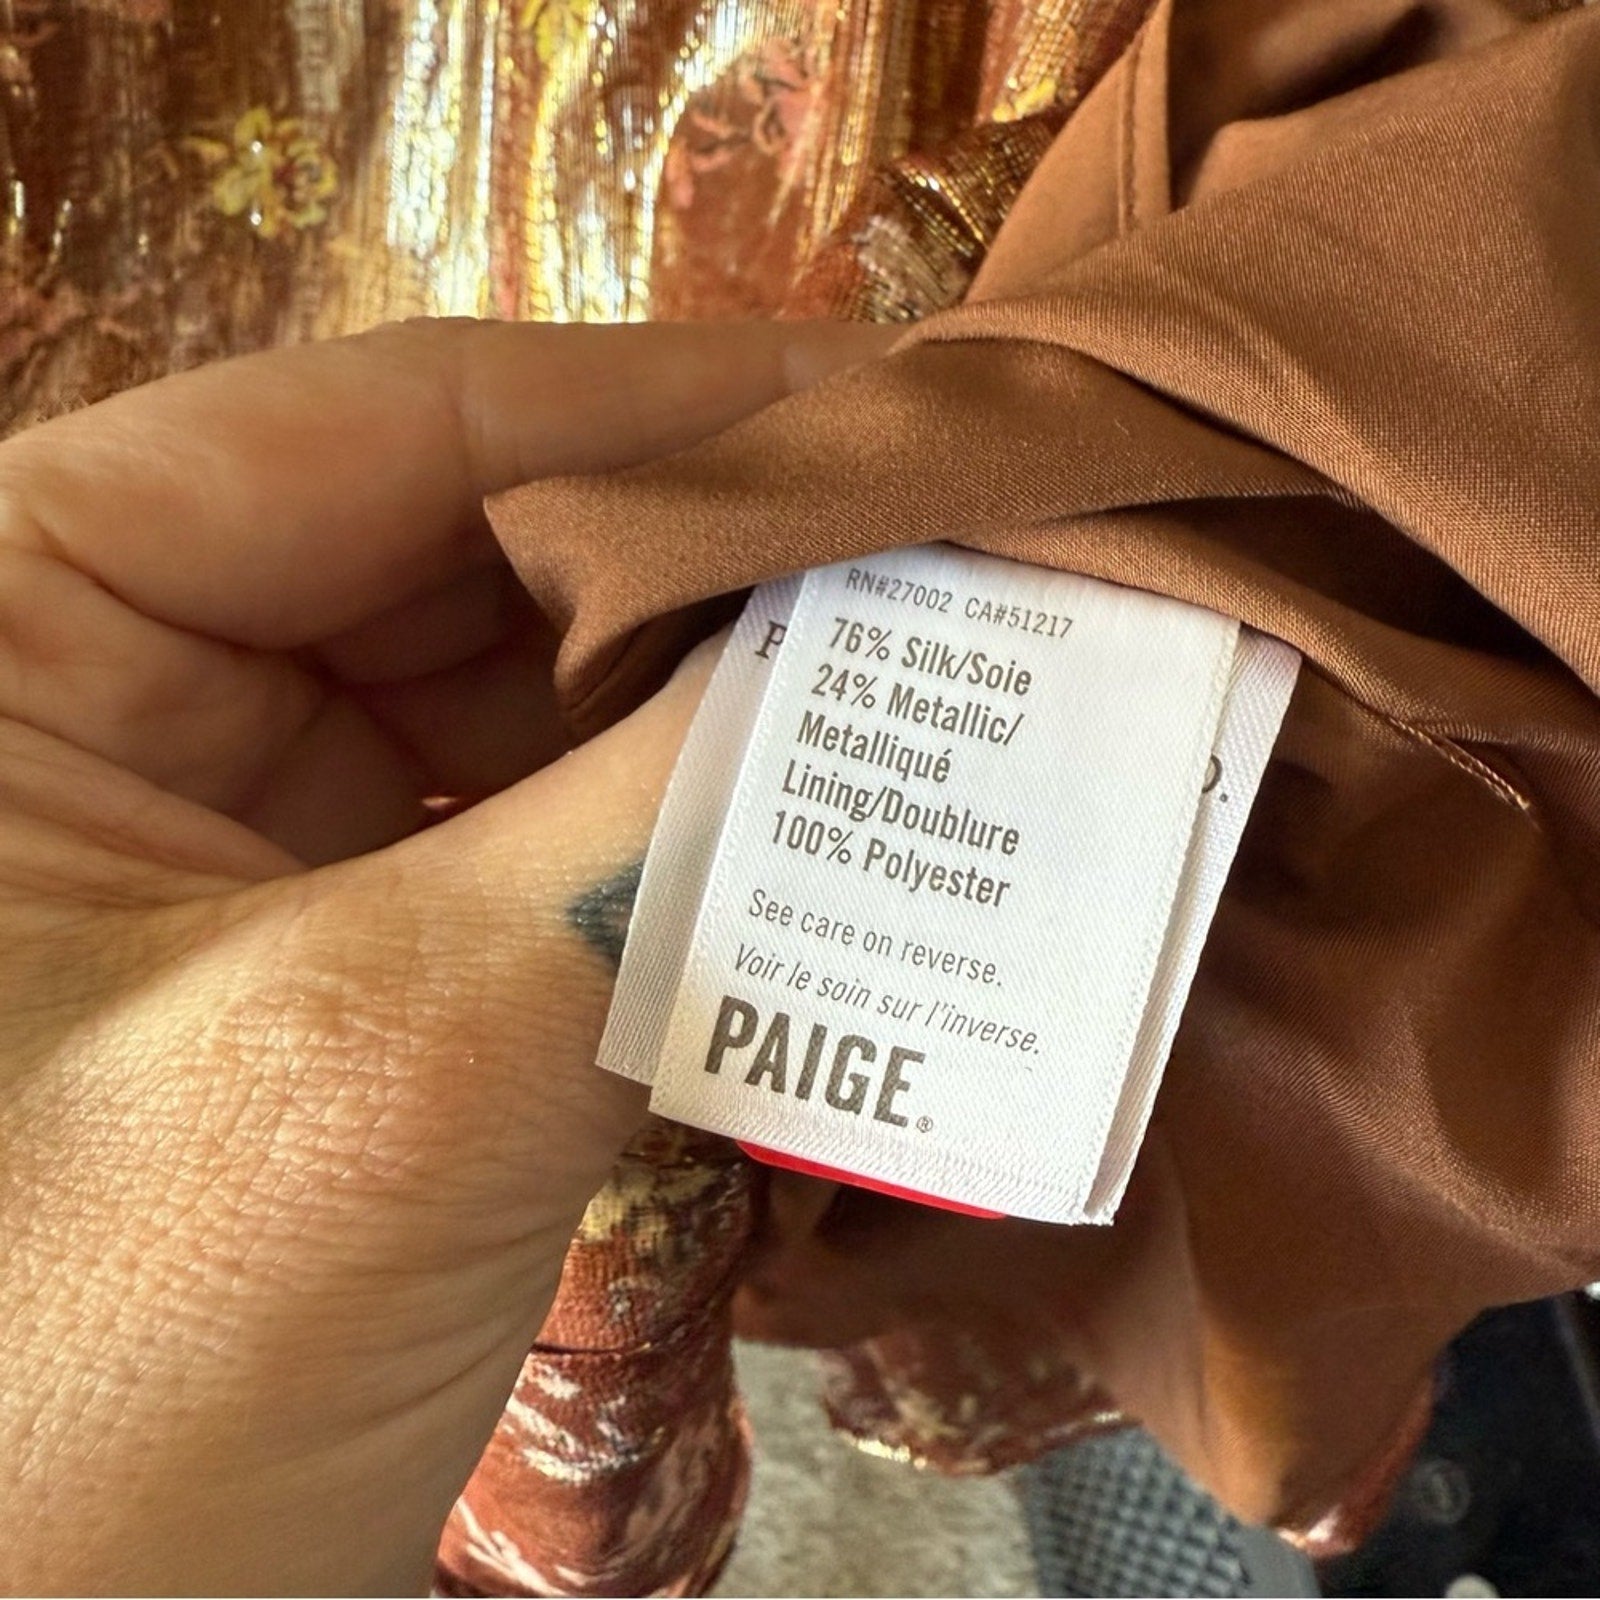 RN#27002 CA#51217
76% Silk/Soie
24% Metallic/
Metalliqué
Lining/Doublure
100% Polyester
See care on reverse.
Voir le soin sur l'inverse.
PAIGE®